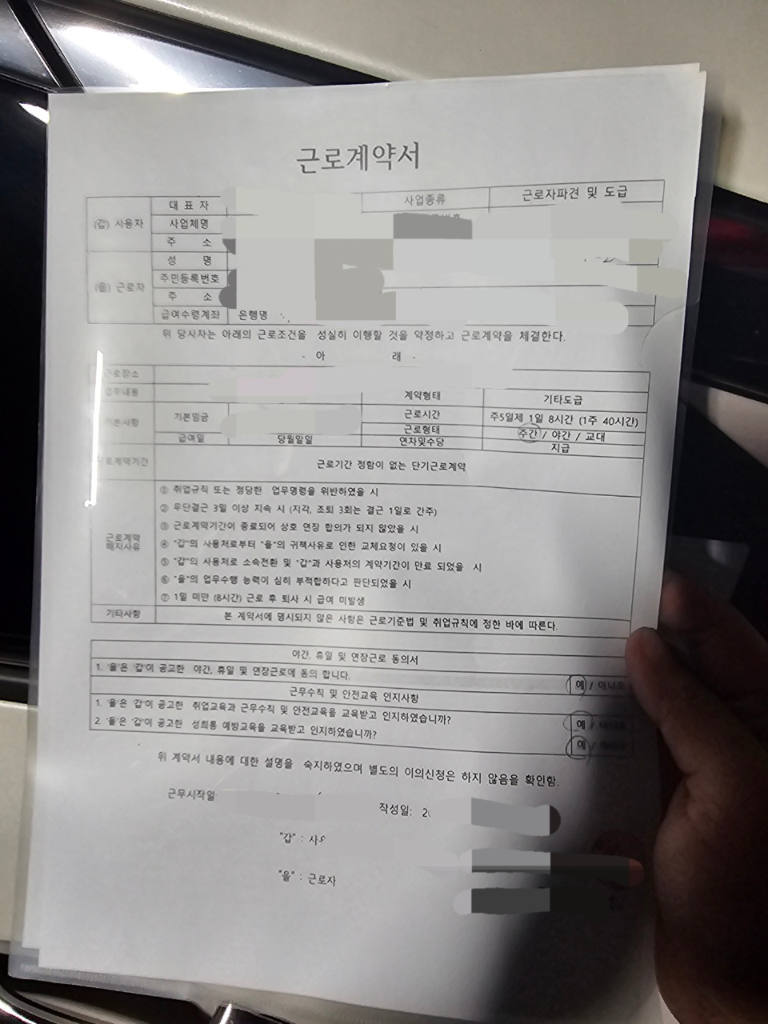 근로계약서
(갑) 사용자
대 표 자
사업종류
근로자파견 및 도급
사업체명
주 소
(을) 근로자
성 명
주민등록번호
주 소
급여수령계좌 은행명
위 당사자는 아래의 근로조건을 성실히 이행할 것을 약정하고 근로계약을 체결한다.
- 아 래 -
근로장소
업무내용
계약형태
기타도급
기본사항
기본임금
근로시간
주5일제 1일 8시간 (1주 40시간)
근로형태
주간 / 야간 / 교대
급여일
당월말일
연차및수당
지급
근로계약기간
근로기간 정함이 없는 단기근로계약
근로계약
해지사유
① 취업규칙 또는 정당한 업무명령을 위반하였을 시
② 무단결근 3일 이상 지속 시 (지각, 조퇴 3회는 결근 1일로 간주)
③ 근로계약기간이 종료되어 상호 연장 합의가 되지 않았을 시
④ "갑"의 사용처로부터 "을"의 귀책사유로 인한 교체요청이 있을 시
⑤ "갑"의 사용처로 소속전환 및 "갑"과 사용처의 계약기간이 만료 되었을 시
⑥ "을"의 업무수행 능력이 심히 부적합하다고 판단되었을 시
⑦ 1일 미만 (8시간) 근로 후 퇴사 시 급여 미발생
기타사항
본 계약서에 명시되지 않은 사항은 근로기준법 및 취업규칙에 정한 바에 따른다.
야간, 휴일 및 연장근로 동의서
1. '을'은 '갑'이 공고한 야간, 휴일 및 연장근로에 동의 합니다.
예 / 아니오
근무수칙 및 안전교육 인지사항
1. '을'은 '갑'이 공고한 취업교육과 근무수칙 및 안전교육을 교육받고 인지하였습니까?
예 /
2. '을'은 '갑'이 공고한 성희롱 예방교육을 교육받고 인지하였습니까?
예 /
위 계약서 내용에 대한 설명을 숙지하였으며 별도의 이의신청은 하지 않음을 확인함.
근무시작일:
작성일: 2
"갑" : 사
"을" : 근로자